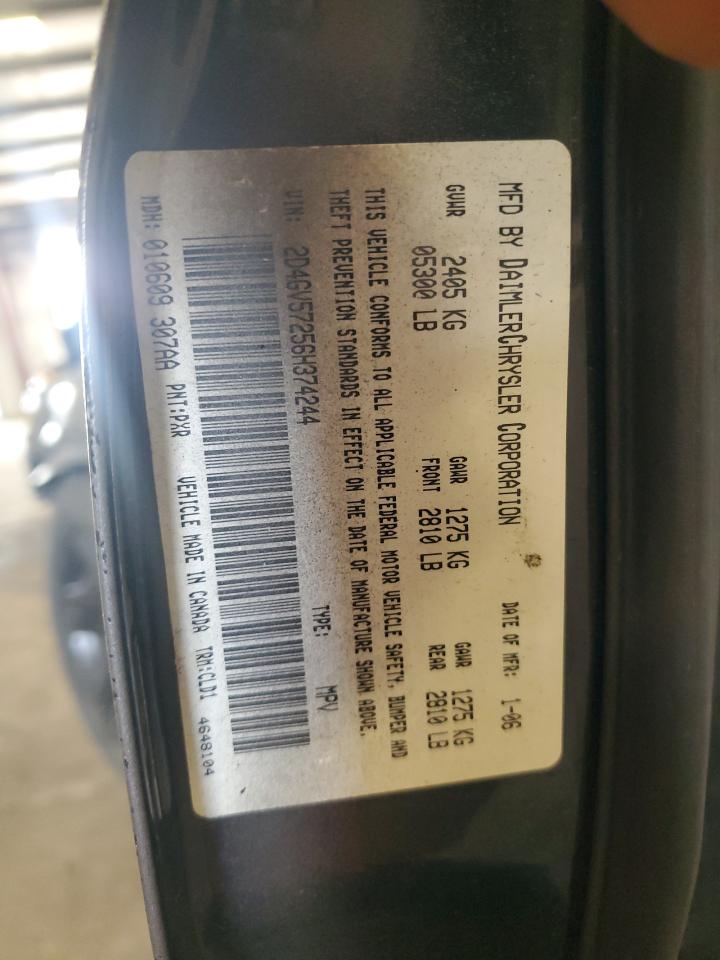 MFD BY DAIMLERCHRYSLER CORPORATION DATE OF MFR: 1-06
GVWR 2405 KG GAWR 1275 KG GAWR 1275 KG
05300 LB FRONT 2810 LB REAR 2810 LB
THIS VEHICLE CONFORMS TO ALL APPLICABLE FEDERAL MOTOR VEHICLE SAFETY, BUMPER AND
THEFT PREVENTION STANDARDS IN EFFECT ON THE DATE OF MANUFACTURE SHOWN ABOVE.
VIN: 2D4GV57256H374244 TYPE: MPV
MDH: 010609 307AA PNT:PXR VEHICLE MADE IN CANADA TRM:CLD1 4648104